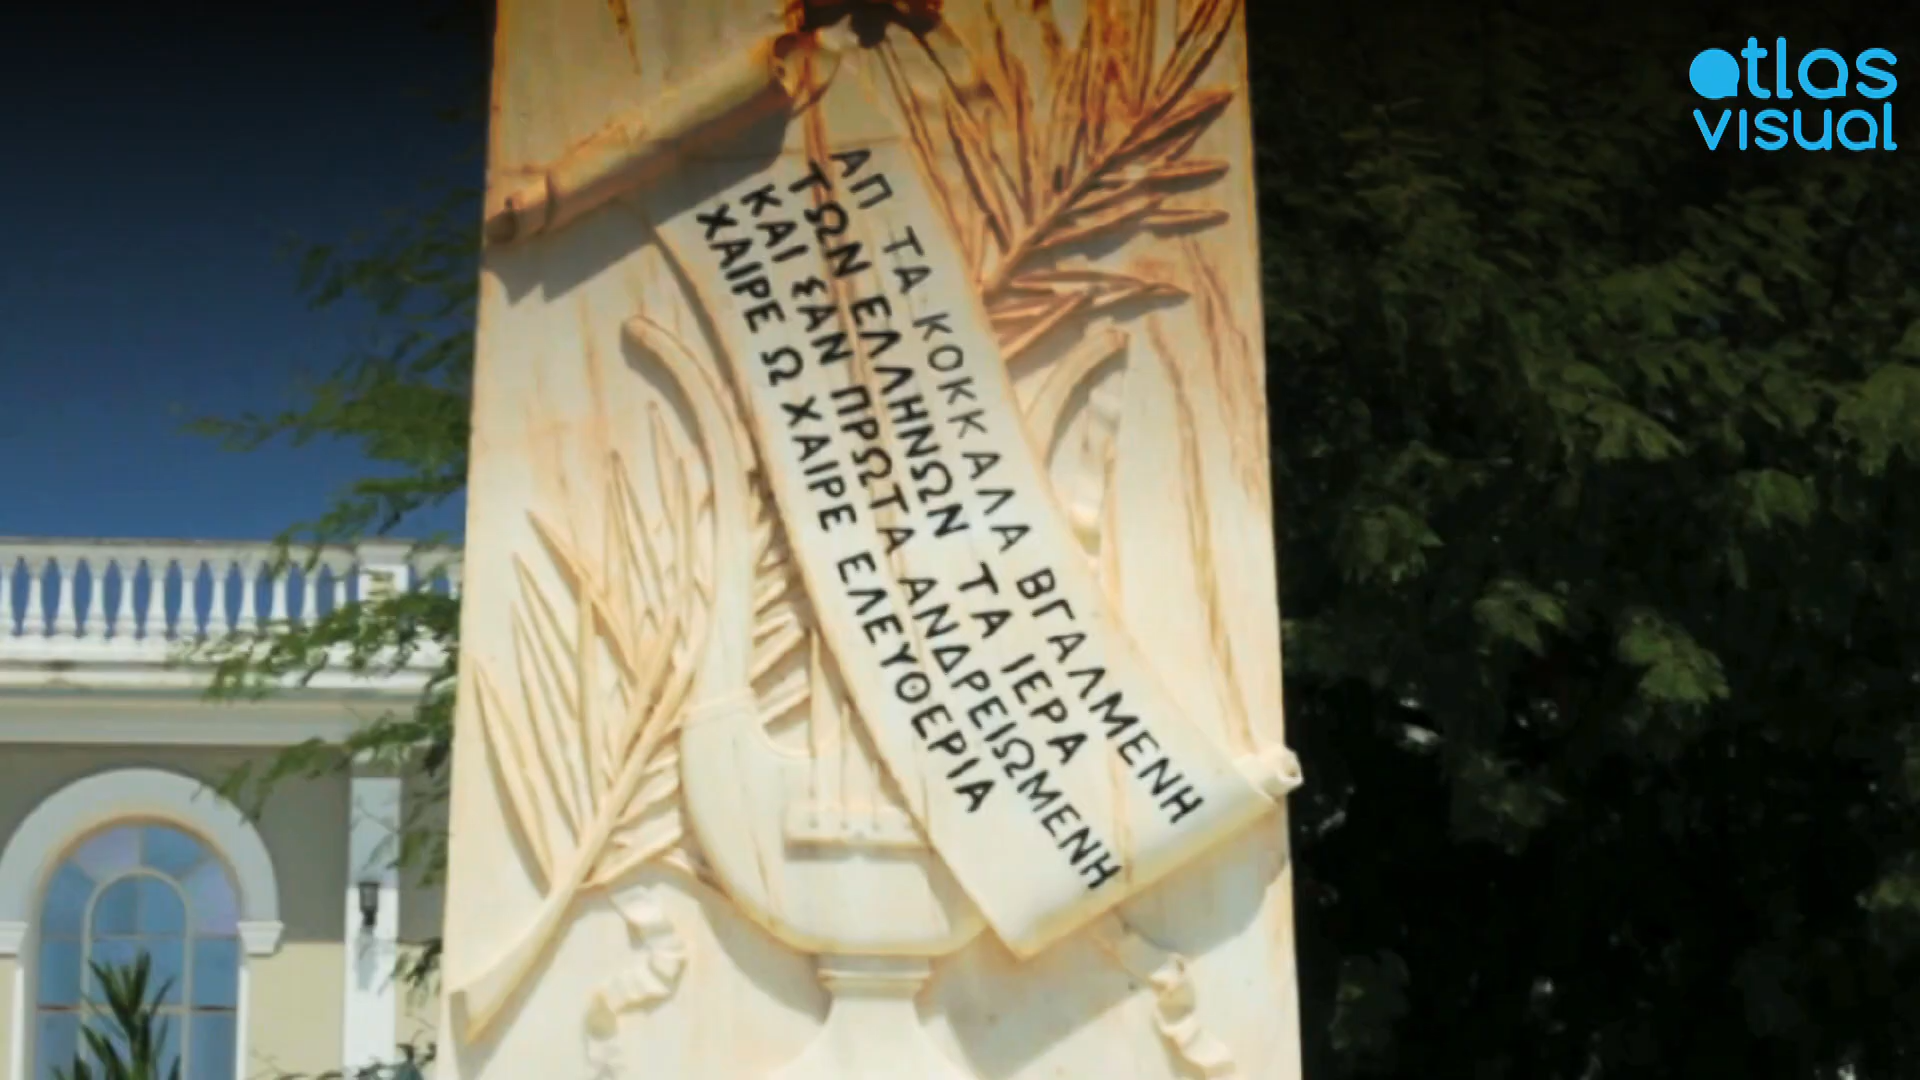 ΑΠ ΤΑ ΚΟΚΚΑΛΑ ΒΓΑΛΜΕΝΗ
ΤΩΝ ΕΛΛΗΝΩΝ ΤΑ ΙΕΡΑ
ΚΑΙ ΣΑΝ ΠΡΩΤΑ ΑΝΔΡΕΙΩΜΕΝΗ
ΧΑΙΡΕ Ω ΧΑΙΡΕ ΕΛΕΥΘΕΡΙΑ
atlas
visual